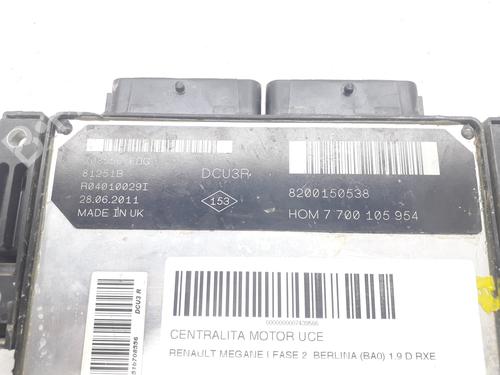 81251B
DCU3R
R04010029I
28.06.2011
MADE IN UK
153
8200150538
HOM 7 700 105 954
DCU3 R
CENTRALITA MOTOR UCE
RENAULT MEGANE I FASE 2 BERLINA (BA0) 1.9 D RXE